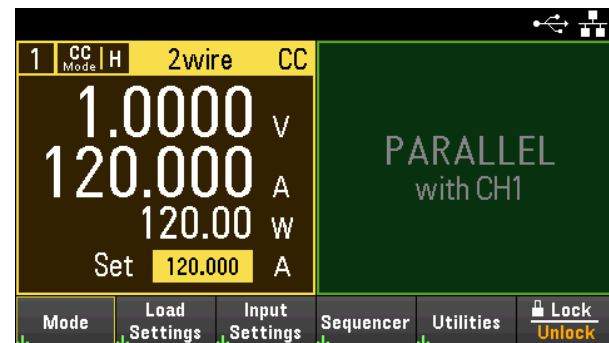 1 CC Mode H 2wire CC
1.0000 V
120.000 A
120.00 W
Set 120.000 A
PARALLEL
with CH1
Mode
Load
Settings
Input
Settings
Sequencer
Utilities
Lock
Unlock